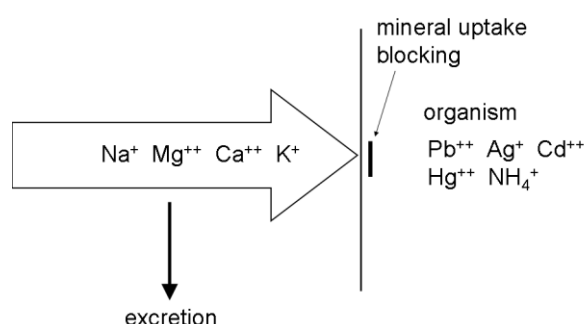 mineral uptake
blocking
organism
Na⁺ Mg⁺⁺ Ca⁺⁺ K⁺
Pb⁺⁺ Ag⁺ Cd⁺⁺
Hg⁺⁺ NH₄⁺
excretion